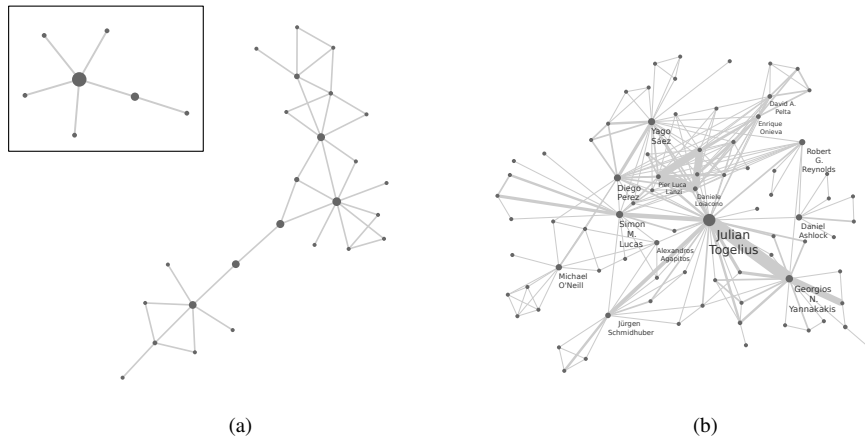 David A.
Pelta
Enrique
Onieva
Yago
Sáez
Robert
G.
Reynolds
Pier Luca
Lanzi
Diego
Perez
Daniele
Loiacono
Simon
M.
Lucas
Julian
Togelius
Daniel
Ashlock
Alexandros
Agapitos
Michael
O'Neill
Georgios
N.
Yannakakis
Jürgen
Schmidhuber
(a)
(b)